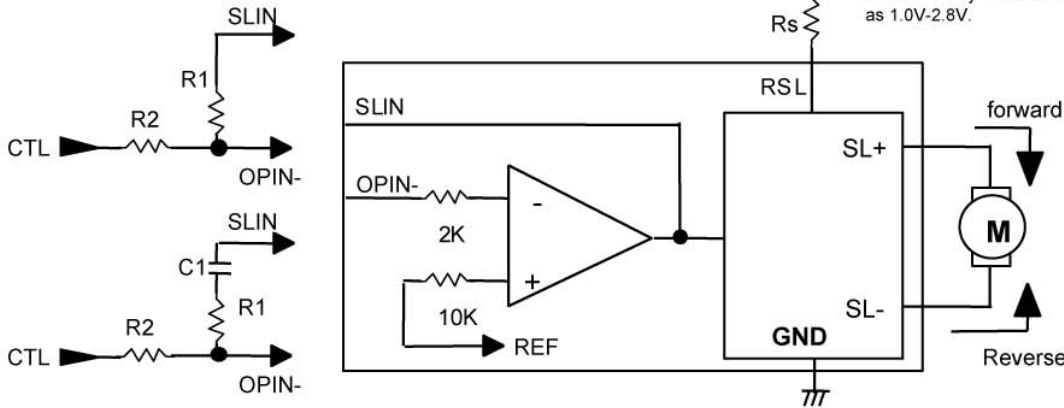 SLIN
R1
R2
CTL
OPIN-
SLIN
C1
R1
R2
CTL
OPIN-
Rs
as 1.0V-2.8V.
RSL
SLIN
OPIN-
2K
-
+
10K
REF
SL+
SL-
GND
forward
M
Reverse